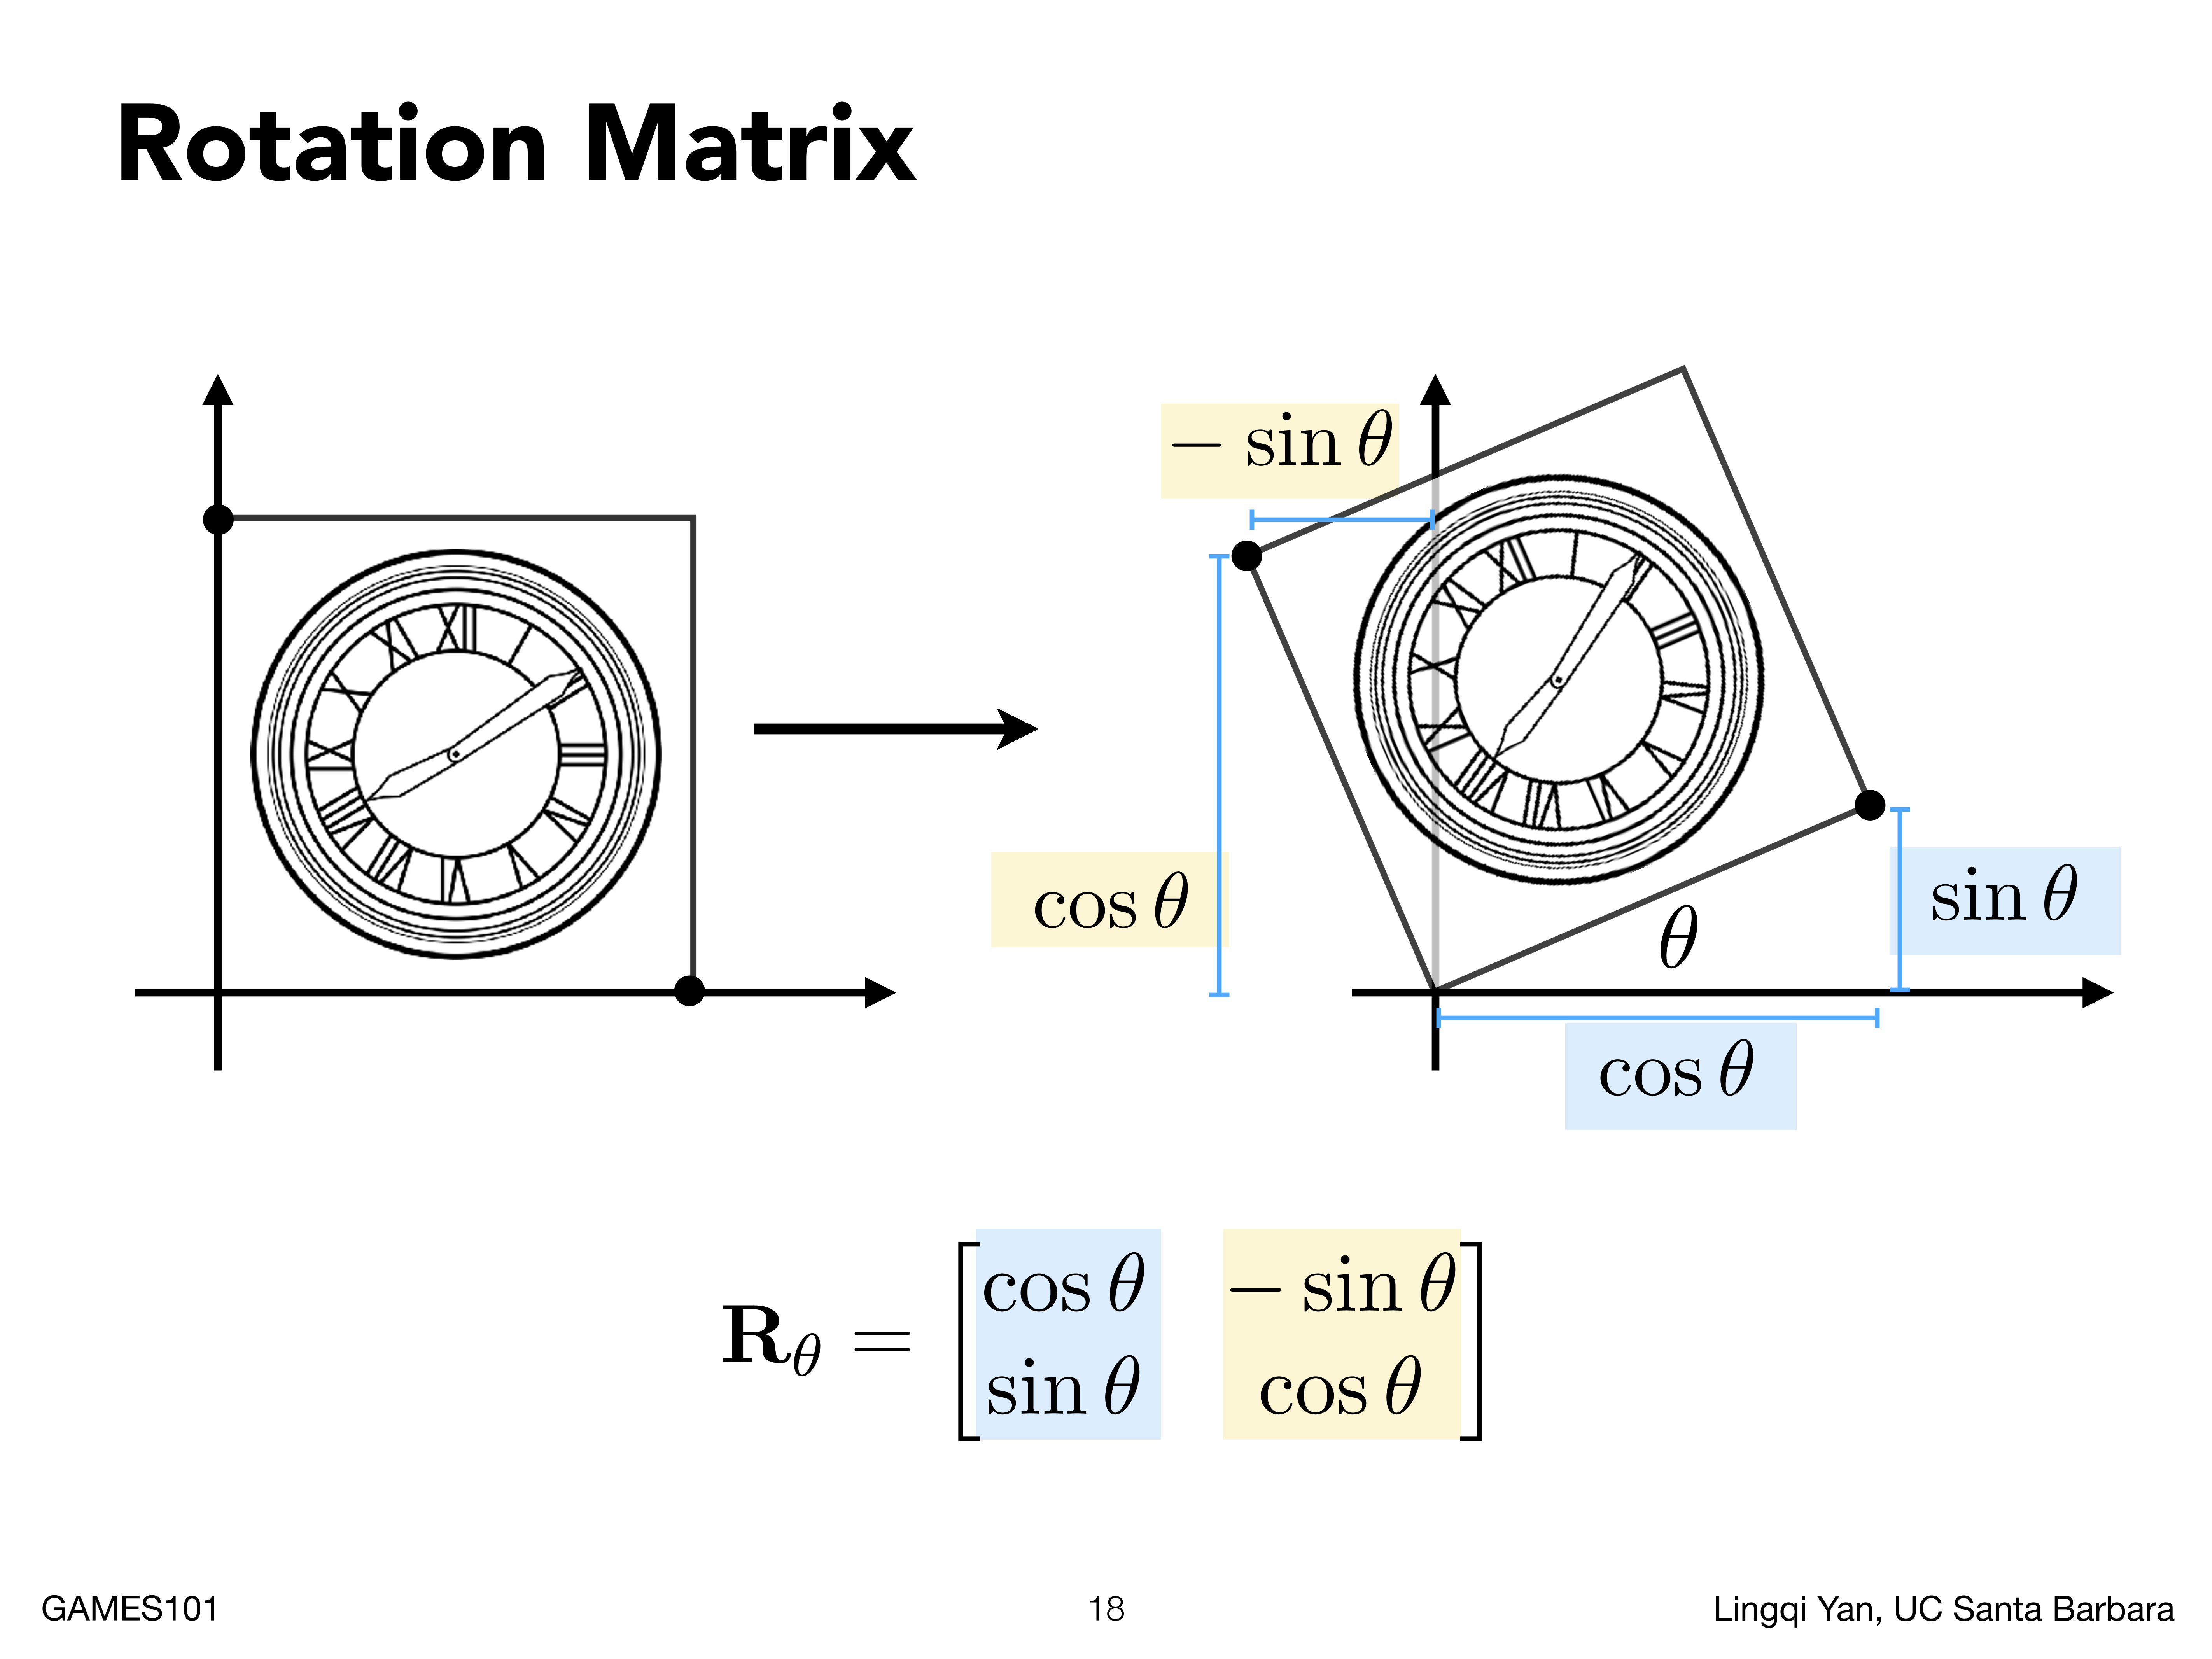 Rotation Matrix
− sin θ
cos θ
sin θ
θ
cos θ
R_θ = [ cos θ  − sin θ ]
[ sin θ  cos θ ]
GAMES101
18
Lingqi Yan, UC Santa Barbara